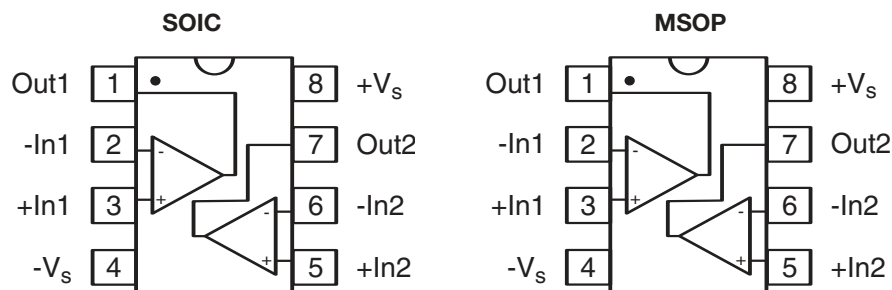 SOIC
Out1 1 8 +Vs
-In1 2 - 7 Out2
+In1 3 + 6 - -In2
-Vs 4 5 + +In2
MSOP
Out1 1 8 +Vs
-In1 2 - 7 Out2
+In1 3 + 6 - -In2
-Vs 4 5 + +In2